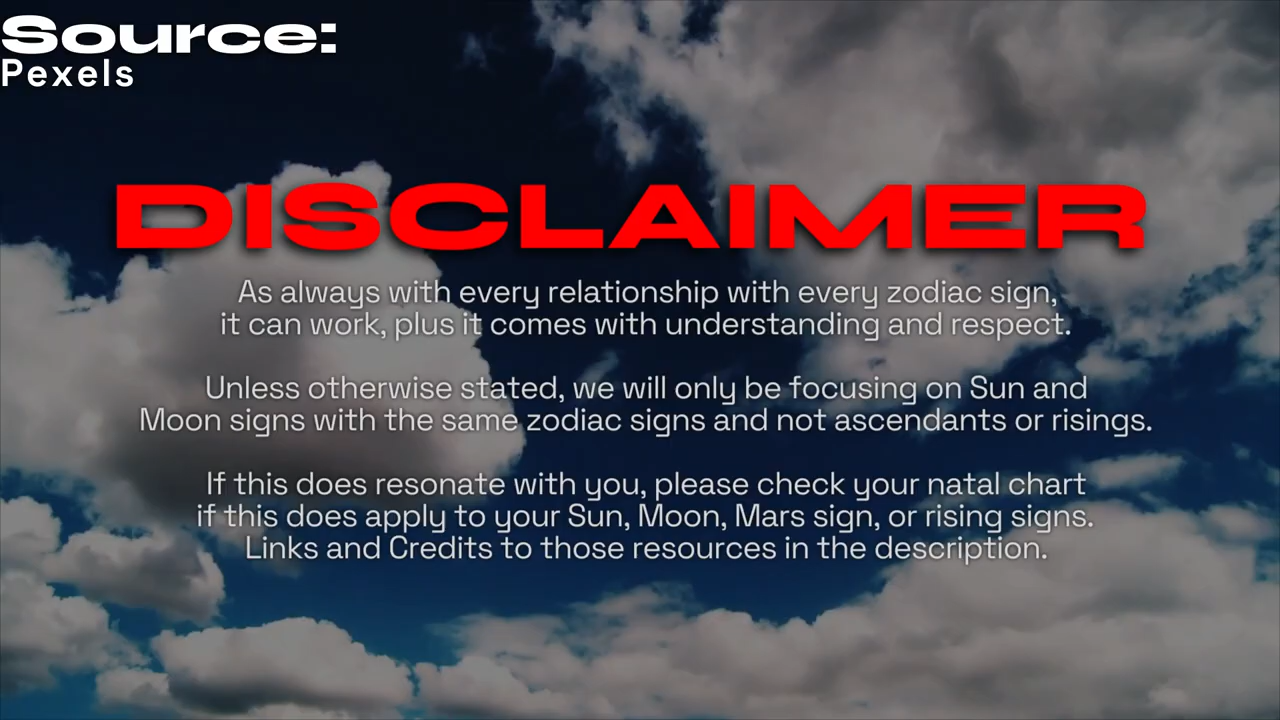 Source:
Pexels
DISCLAIMER
As always with every relationship with every zodiac sign,
it can work, plus it comes with understanding and respect.
Unless otherwise stated, we will only be focusing on Sun and
Moon signs with the same zodiac signs and not ascendants or risings.
If this does resonate with you, please check your natal chart
if this does apply to your Sun, Moon, Mars sign, or rising signs.
Links and Credits to those resources in the description.